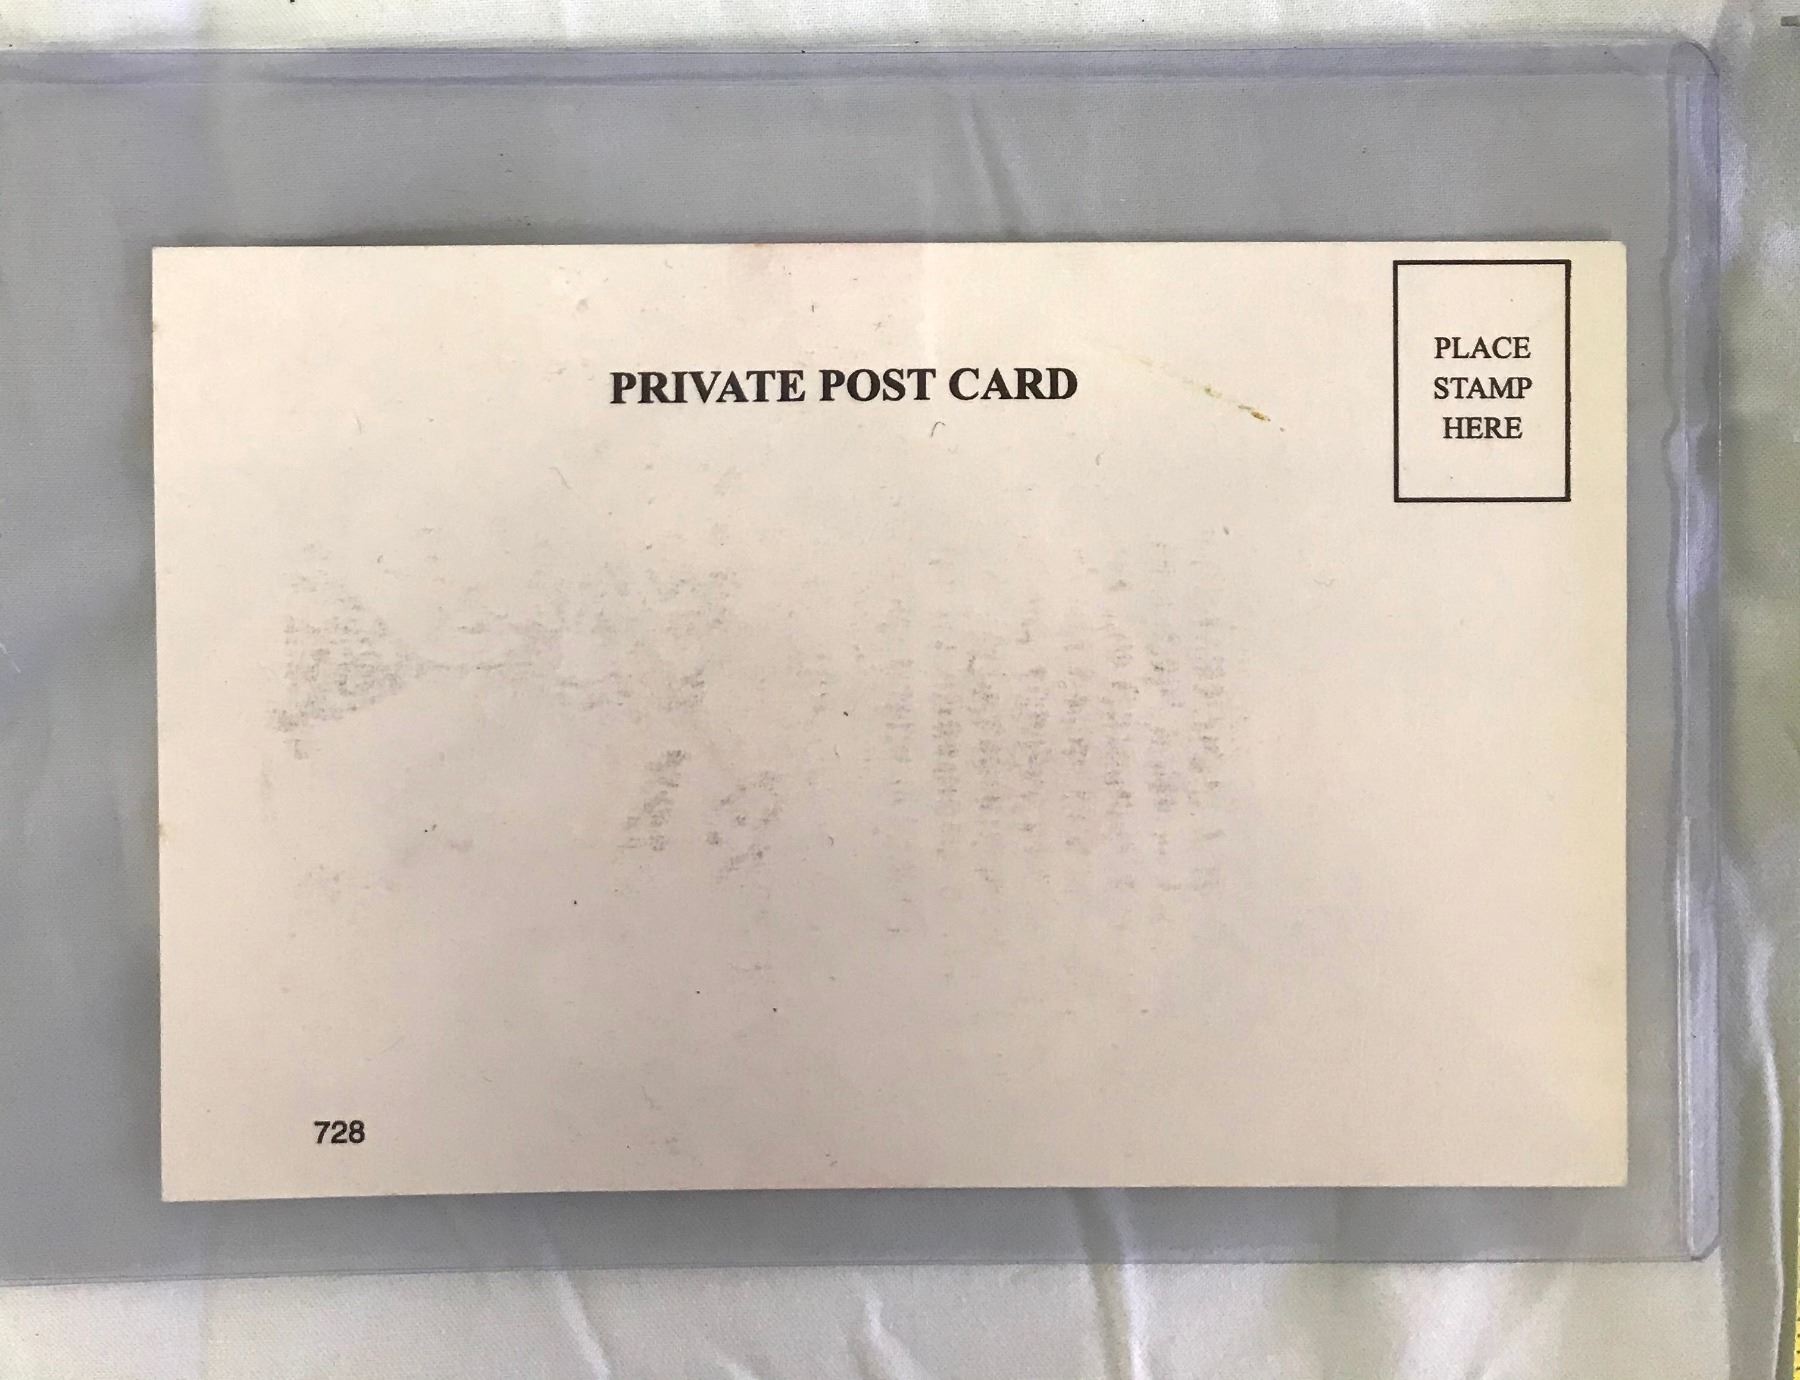 PRIVATE POST CARD
PLACE
STAMP
HERE
728